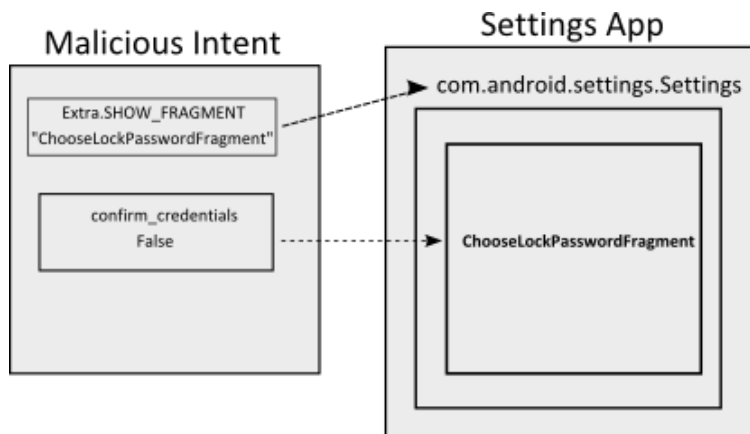 Malicious Intent
Extra.SHOW_FRAGMENT
"ChooseLockPasswordFragment"
confirm_credentials
False
Settings App
com.android.settings.Settings
ChooseLockPasswordFragment